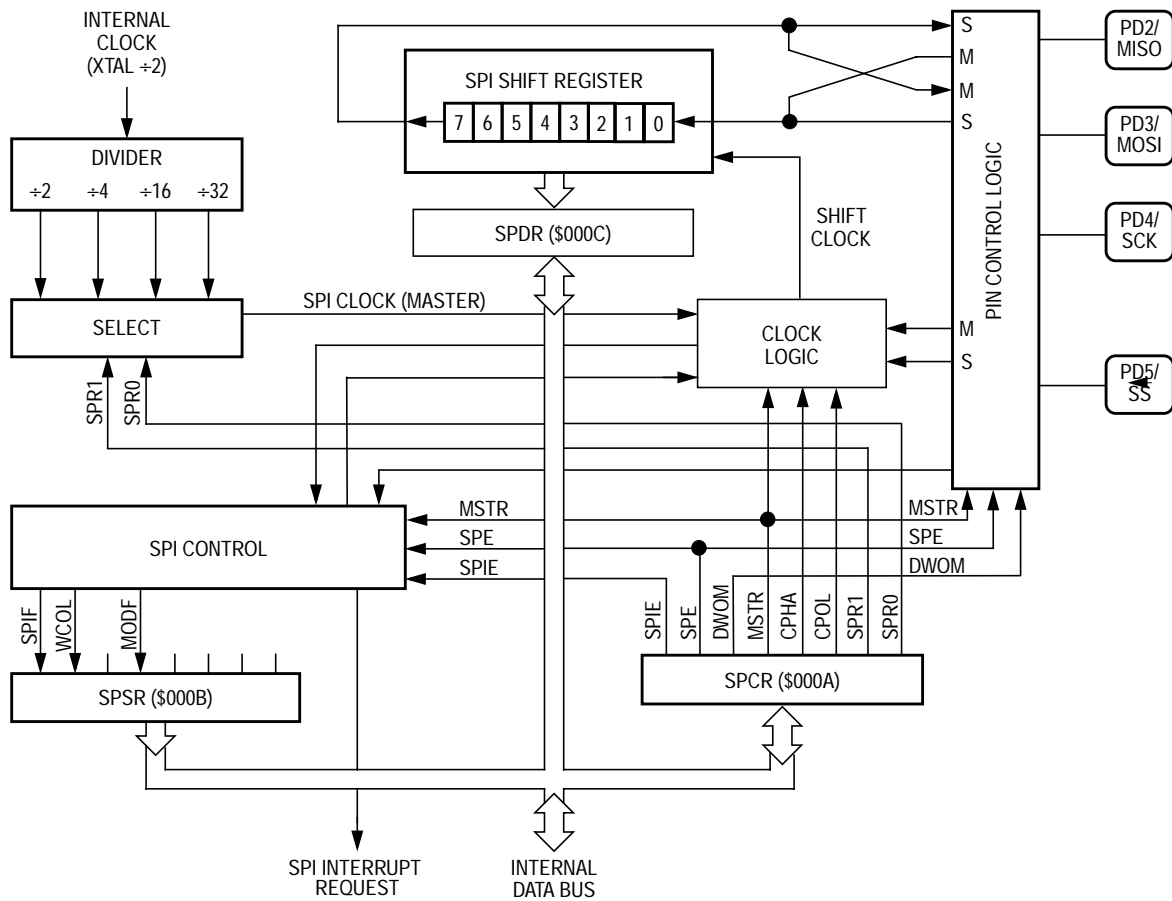 INTERNAL
CLOCK
(XTAL ÷2)
DIVIDER
÷2 ÷4 ÷16 ÷32
SELECT
SPR1
SPR0
SPI SHIFT REGISTER
7 6 5 4 3 2 1 0
SPDR ($000C)
SHIFT
CLOCK
SPI CLOCK (MASTER)
CLOCK
LOGIC
S
M
M
S
M
S
PIN CONTROL LOGIC
PD2/
MISO
PD3/
MOSI
PD4/
SCK
PD5/
SS
SPI CONTROL
MSTR
SPE
SPIE
MSTR
SPE
DWOM
SPIF
WCOL
MODF
SPSR ($000B)
SPIE
SPE
DWOM
MSTR
CPHA
CPOL
SPR1
SPR0
SPCR ($000A)
SPI INTERRUPT
REQUEST
INTERNAL
DATA BUS